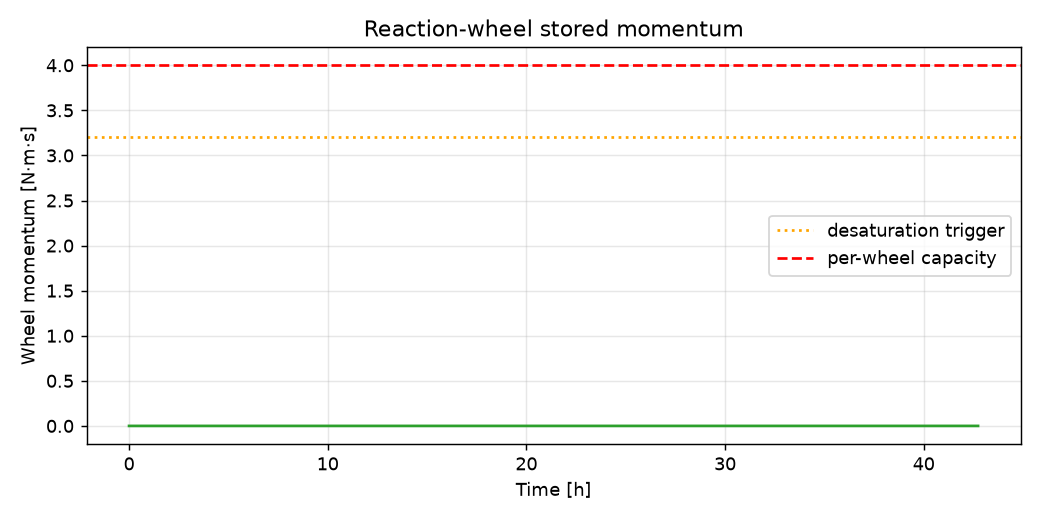 Reaction-wheel stored momentum
Wheel momentum [N·m·s]
4.0
3.5
3.0
2.5
2.0
1.5
1.0
0.5
0.0
desaturation trigger
per-wheel capacity
0
10
20
30
40
Time [h]